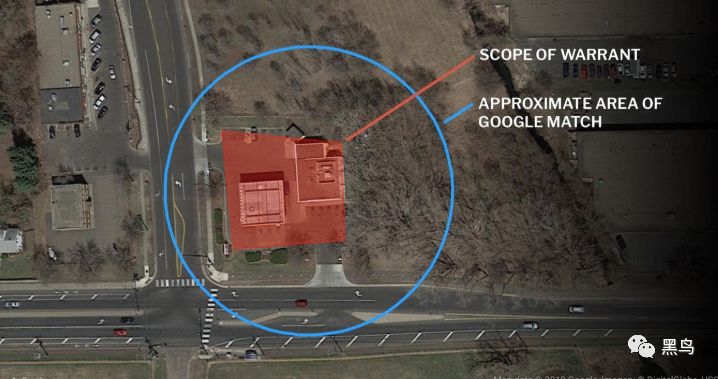 SCOPE OF WARRANT
APPROXIMATE AREA OF
GOOGLE MATCH
黑鸟